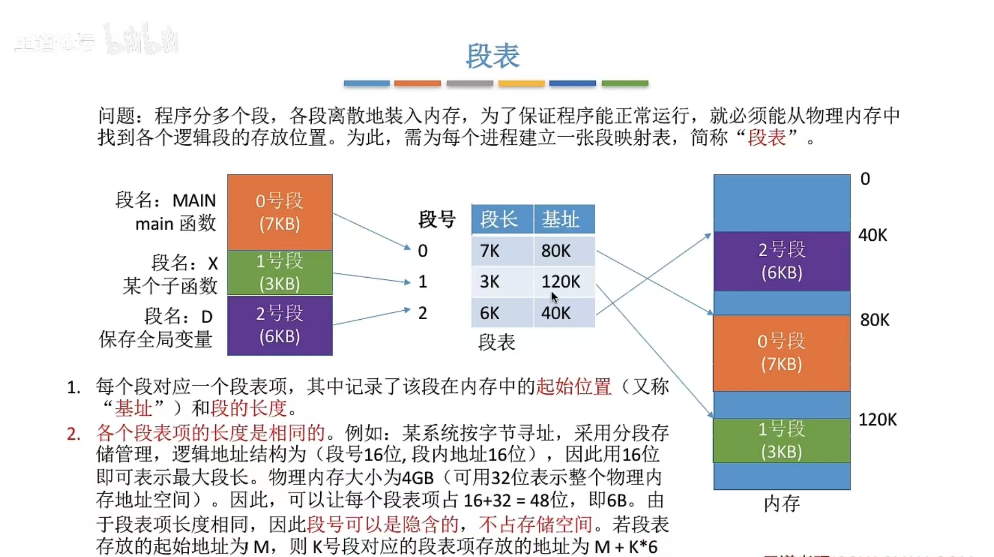 bilibili
段表
问题：程序分多个段，各段离散地装入内存，为了保证程序能正常运行，就必须能从物理内存中
找到各个逻辑段的存放位置。为此，需为每个进程建立一张段映射表，简称“段表”。
段名：MAIN
main 函数
0号段
(7KB)
段名：X
某个子函数
1号段
(3KB)
段名：D
保存全局变量
2号段
(6KB)
段号 段长 基址
0 7K 80K
1 3K 120K
2 6K 40K
段表
0
40K
2号段
(6KB)
80K
0号段
(7KB)
120K
1号段
(3KB)
内存
1. 每个段对应一个段表项，其中记录了该段在内存中的起始位置（又称
“基址”）和段的长度。
2. 各个段表项的长度是相同的。例如：某系统按字节寻址，采用分段存
储管理，逻辑地址结构为（段号16位, 段内地址16位），因此用16位
即可表示最大段长。物理内存大小为4GB（可用32位表示整个物理内
存地址空间）。因此，可以让每个段表项占 16+32 = 48位，即6B。由
于段表项长度相同，因此段号可以是隐含的，不占存储空间。若段表
存放的起始地址为 M，则 K号段对应的段表项存放的地址为 M + K*6